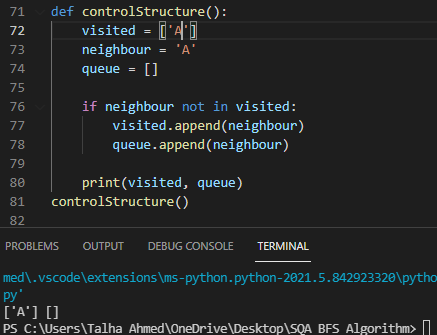 71 def controlStructure():
72     visited = ['A']
73     neighbour = 'A'
74     queue = []
75
76     if neighbour not in visited:
77         visited.append(neighbour)
78         queue.append(neighbour)
79
80     print(visited, queue)
81 controlStructure()
82
PROBLEMS OUTPUT DEBUG CONSOLE TERMINAL
med\.vscode\extensions\ms-python.python-2021.5.842923320\pytho
py'
['A'] []
PS C:\Users\Talha Ahmed\OneDrive\Desktop\SQA BFS Algorithm>